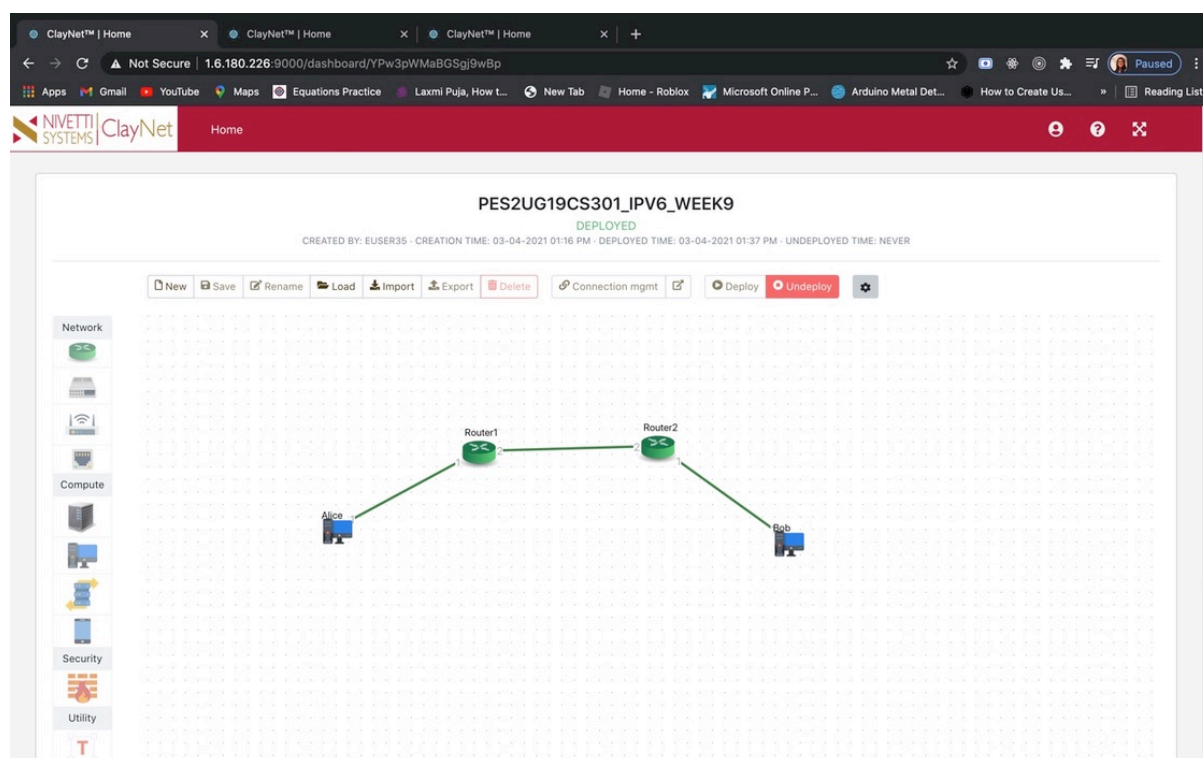 ClayNet™ | Home
ClayNet™ | Home
ClayNet™ | Home
Not Secure | 1.6.180.226:9000/dashboard/YPw3pWMaBGSgj9wBp
Paused
Apps Gmail YouTube Maps Equations Practice Laxmi Puja, How t... New Tab Home - Roblox Microsoft Online P... Arduino Metal Det... How to Create Us... » Reading List
NIVETTI SYSTEMS ClayNet Home
PES2UG19CS301_IPV6_WEEK9
DEPLOYED
CREATED BY: EUSER35 · CREATION TIME: 03-04-2021 01:16 PM · DEPLOYED TIME: 03-04-2021 01:37 PM · UNDEPLOYED TIME: NEVER
New Save Rename Load Import Export Delete Connection mgmt Deploy Undeploy
Network
Router1
Router2
1 2
2 1
Compute
Alice
Bob
Security
Utility
T